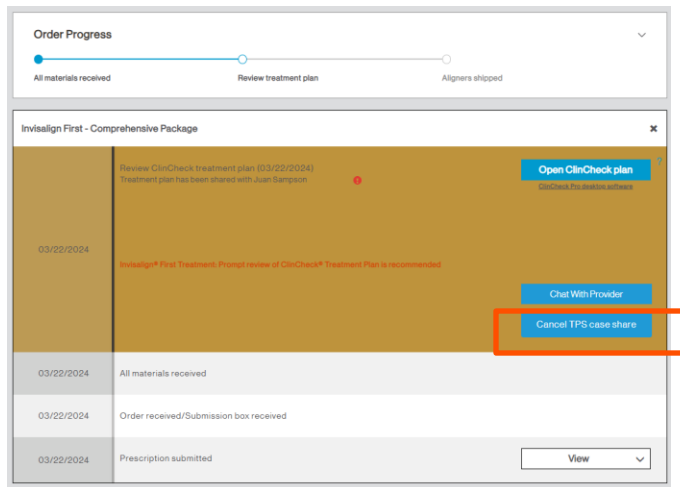 Order Progress
All materials received
Review treatment plan
Aligners shipped
Invisalign First - Comprehensive Package
Review ClinCheck treatment plan (03/22/2024)
Open ClinCheck plan
?
Treatment plan has been shared with Juan Sampson
!
ClinCheck Pro desktop software
03/22/2024
Invisalign® First Treatment: Prompt review of ClinCheck® Treatment Plan is recommended
Chat With Provider
Cancel TPS case share
03/22/2024
All materials received
03/22/2024
Order received/Submission box received
03/22/2024
Prescription submitted
View